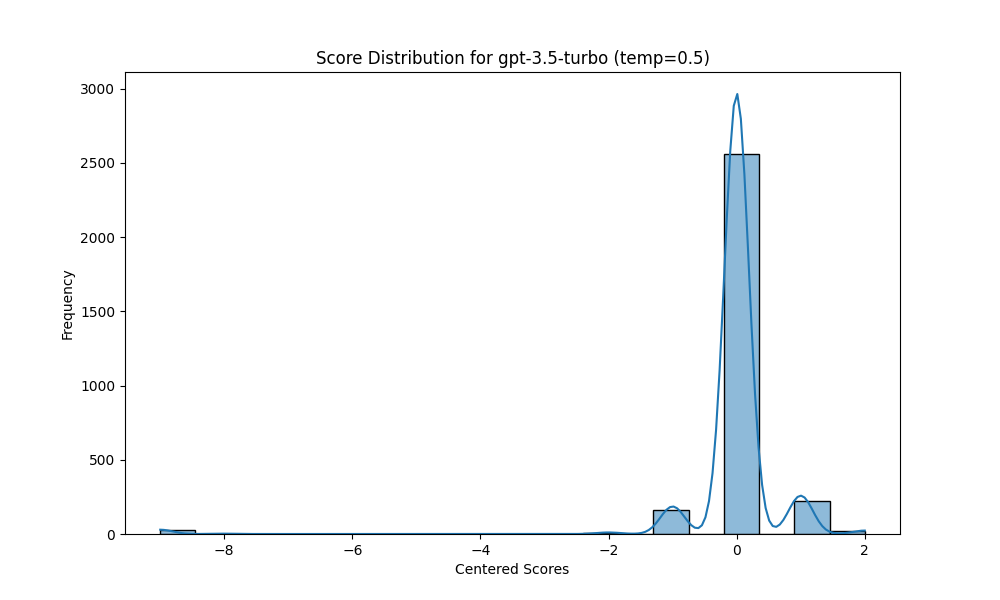 Score Distribution for gpt-3.5-turbo (temp=0.5)
Frequency
3000
2500
2000
1500
1000
500
0
−8 −6 −4 −2 0 2
Centered Scores